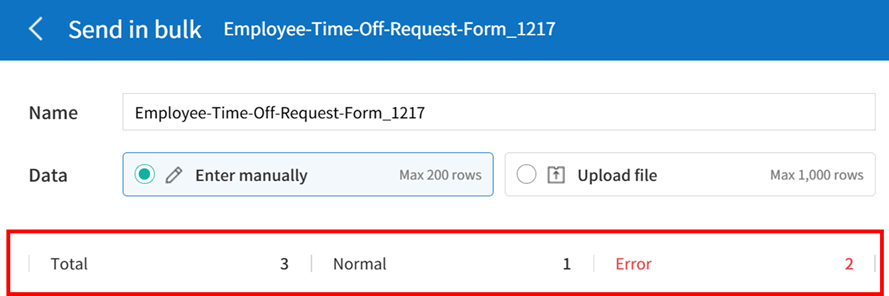 Send in bulk Employee-Time-Off-Request-Form_1217
Name Employee-Time-Off-Request-Form_1217
Data Enter manually Max 200 rows Upload file Max 1,000 rows
Total 3 Normal 1 Error 2